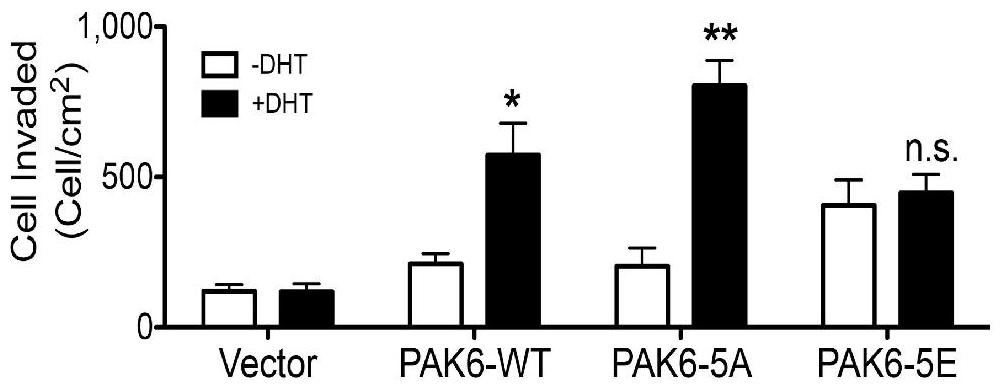 Cell Invaded
(Cell/cm²)
1,000
500
0
-DHT
+DHT
*
**
n.s.
Vector
PAK6-WT
PAK6-5A
PAK6-5E